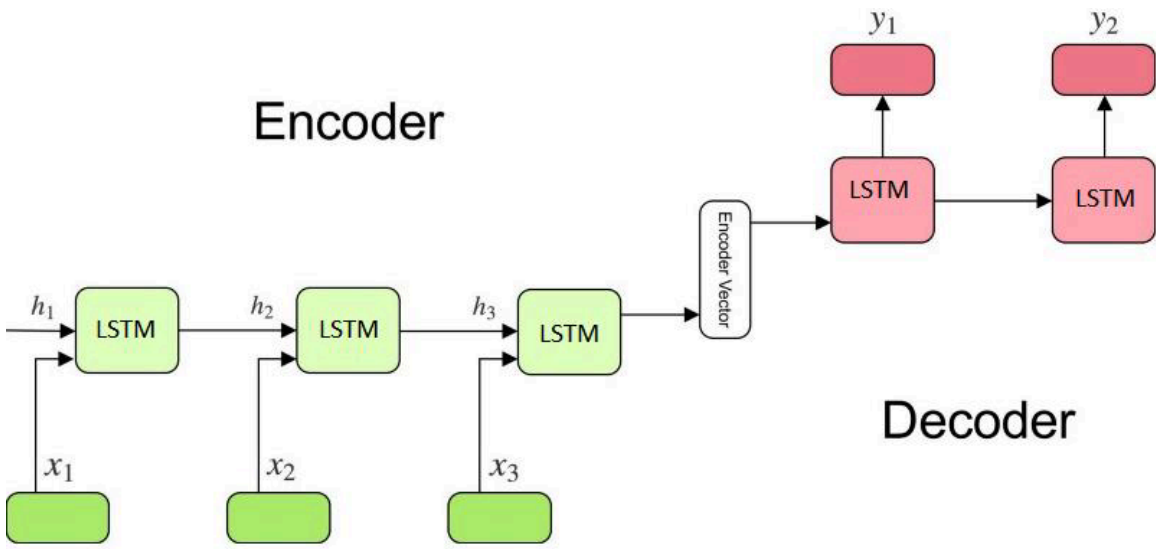 y₁
y₂
Encoder
LSTM
LSTM
Encoder Vector
h₁
LSTM
h₂
LSTM
h₃
LSTM
Decoder
x₁
x₂
x₃